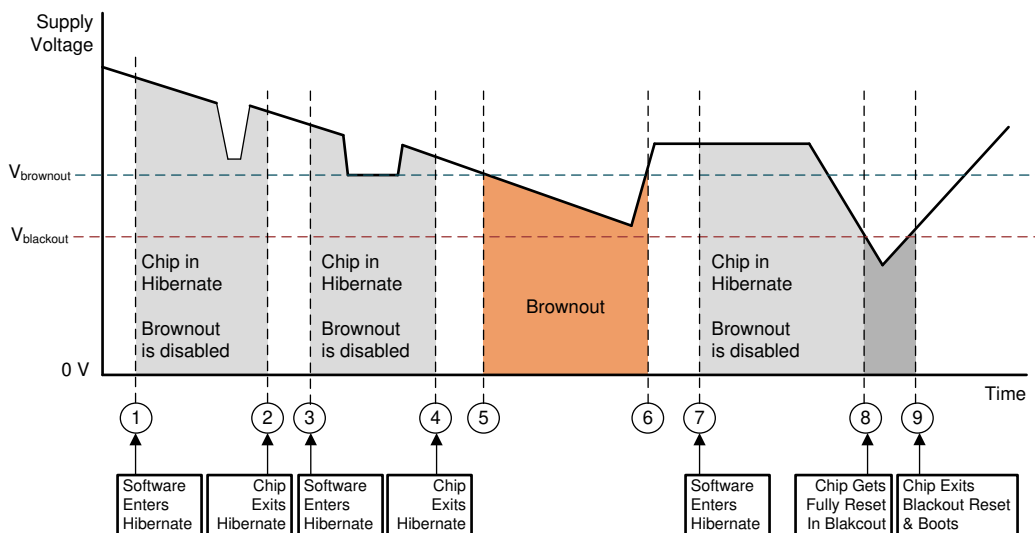 Supply
Voltage
Vbrownout
Vblackout
Chip in
Hibernate
Brownout
is disabled
Chip in
Hibernate
Brownout
is disabled
Brownout
Chip in
Hibernate
Brownout
is disabled
0 V
Time
1
2
3
4
5
6
7
8
9
Software
Enters
Hibernate
Chip
Exits
Hibernate
Software
Enters
Hibernate
Chip
Exits
Hibernate
Software
Enters
Hibernate
Chip Gets
Fully Reset
In Blakcout
Chip Exits
Blackout Reset
& Boots